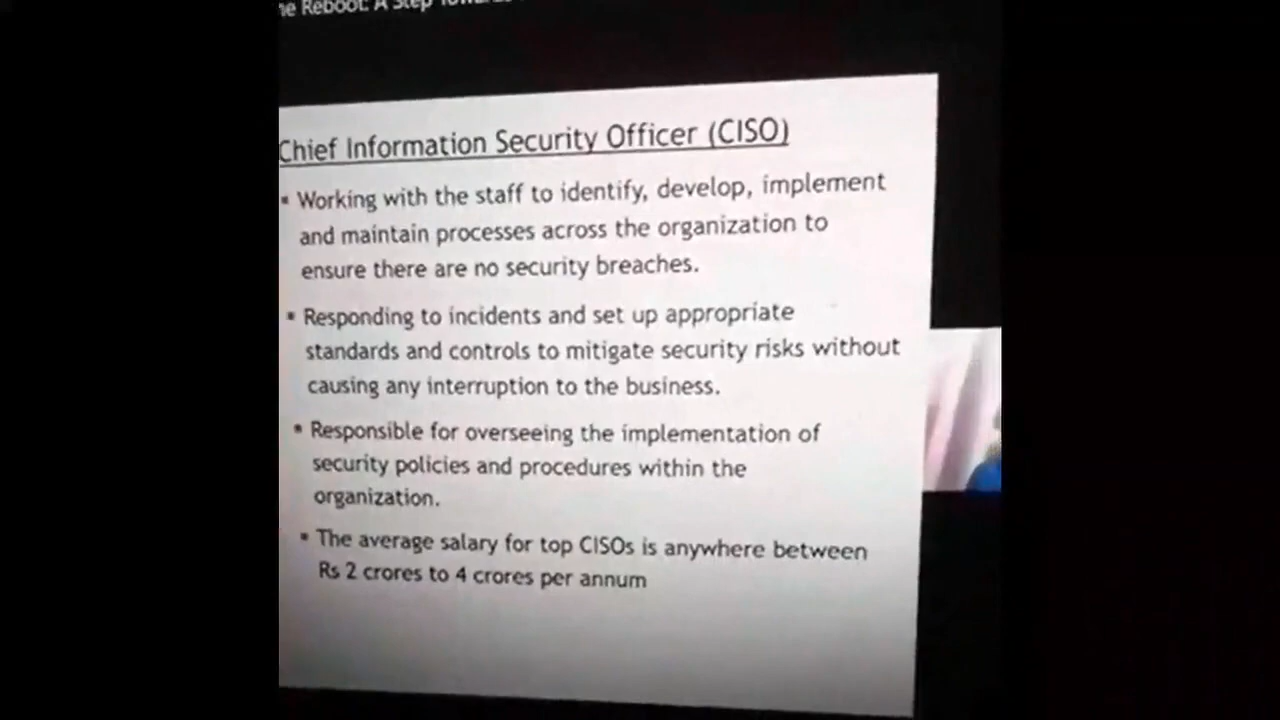 ne Reboot: A Step
Chief Information Security Officer (CISO)
▪ Working with the staff to identify, develop, implement
and maintain processes across the organization to
ensure there are no security breaches.
▪ Responding to incidents and set up appropriate
standards and controls to mitigate security risks without
causing any interruption to the business.
▪ Responsible for overseeing the implementation of
security policies and procedures within the
organization.
▪ The average salary for top CISOs is anywhere between
Rs 2 crores to 4 crores per annum